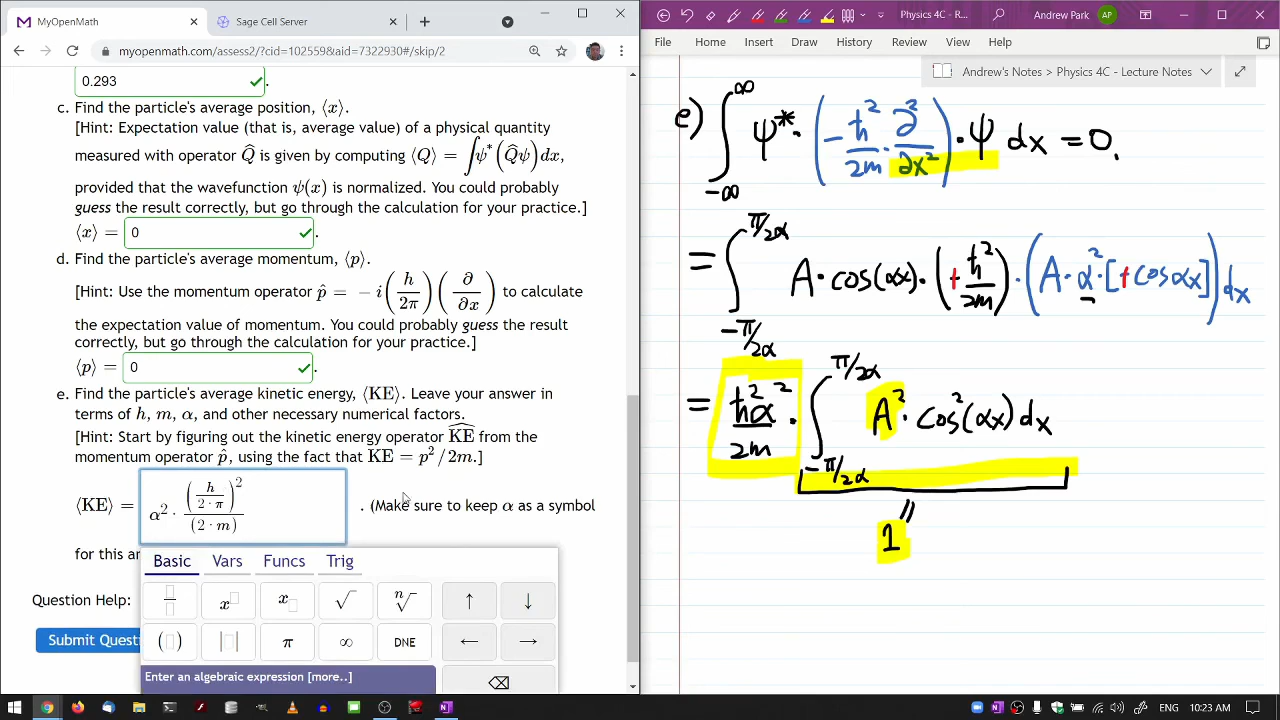 MyOpenMath
Sage Cell Server
myopenmath.com/assess2/?cid=102559&aid=7322930#/skip/2
0.293 .
c. Find the particle's average position, ⟨x⟩.
[Hint: Expectation value (that is, average value) of a physical quantity
measured with operator Q̂ is given by computing ⟨Q⟩ = ∫ψ*(Q̂ψ)dx,
provided that the wavefunction ψ(x) is normalized. You could probably
guess the result correctly, but go through the calculation for your practice.]
⟨x⟩ = 0 .
d. Find the particle's average momentum, ⟨p⟩.
[Hint: Use the momentum operator p̂ = −i(h/2π)(∂/∂x) to calculate
the expectation value of momentum. You could probably guess the result
correctly, but go through the calculation for your practice.]
⟨p⟩ = 0 .
e. Find the particle's average kinetic energy, ⟨KE⟩. Leave your answer in
terms of h, m, α, and other necessary numerical factors.
[Hint: Start by figuring out the kinetic energy operator K̂E from the
momentum operator p̂, using the fact that KE = p²/2m.]
⟨KE⟩ = α² · (h/(2·π))²/(2·m) . (Make sure to keep α as a symbol
for this an
Basic Vars Funcs Trig
Question Help:
Submit Quest
x□ x□ √ ⁿ√ ↑ ↓
(□) |□| π ∞ DNE ← →
Enter an algebraic expression [more..]
Physics 4C - Lec
Andrew Park AP
File Home Insert Draw History Review View Help
Andrew's Notes > Physics 4C - Lecture Notes
e) ∫_{-∞}^{∞} ψ*· (−ħ²/2m · ∂²/∂x²) · ψ dx = 0.
= ∫_{-π/2α}^{π/2α} A·cos(αx)·(+ħ²/2m)·(A·α²·[+cosαx])dx
= ħ²α²/2m · ∫_{-π/2α}^{π/2α} A²·cos²(αx)dx
"
1
10:23 AM